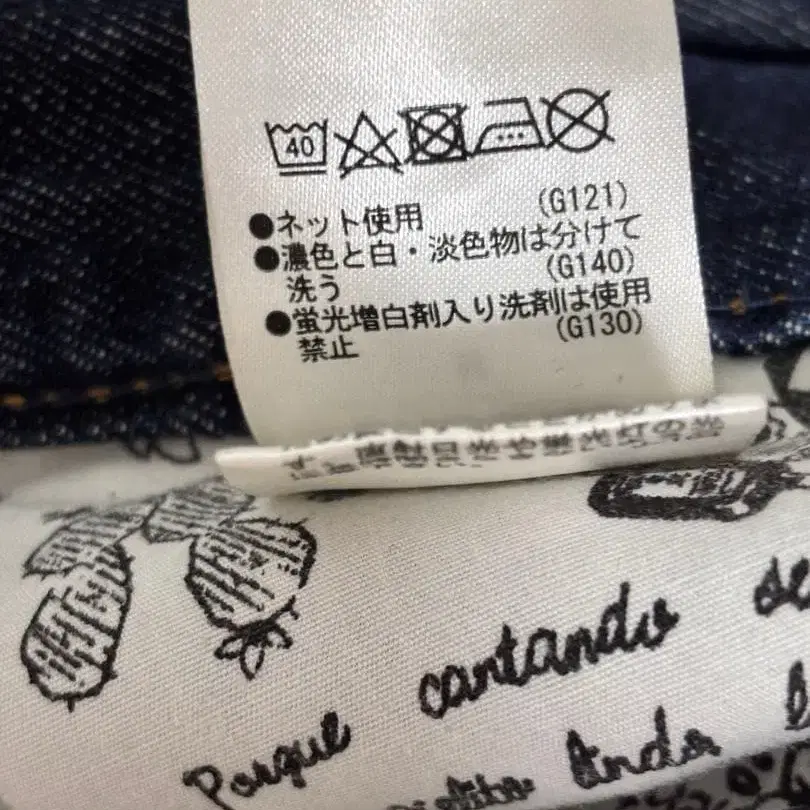 40
●ネット使用 (G121)
●濃色と白・淡色物は分けて
洗う (G140)
●蛍光増白剤入り洗剤は使用
禁止 (G130)
cantando se
Porque lindo l